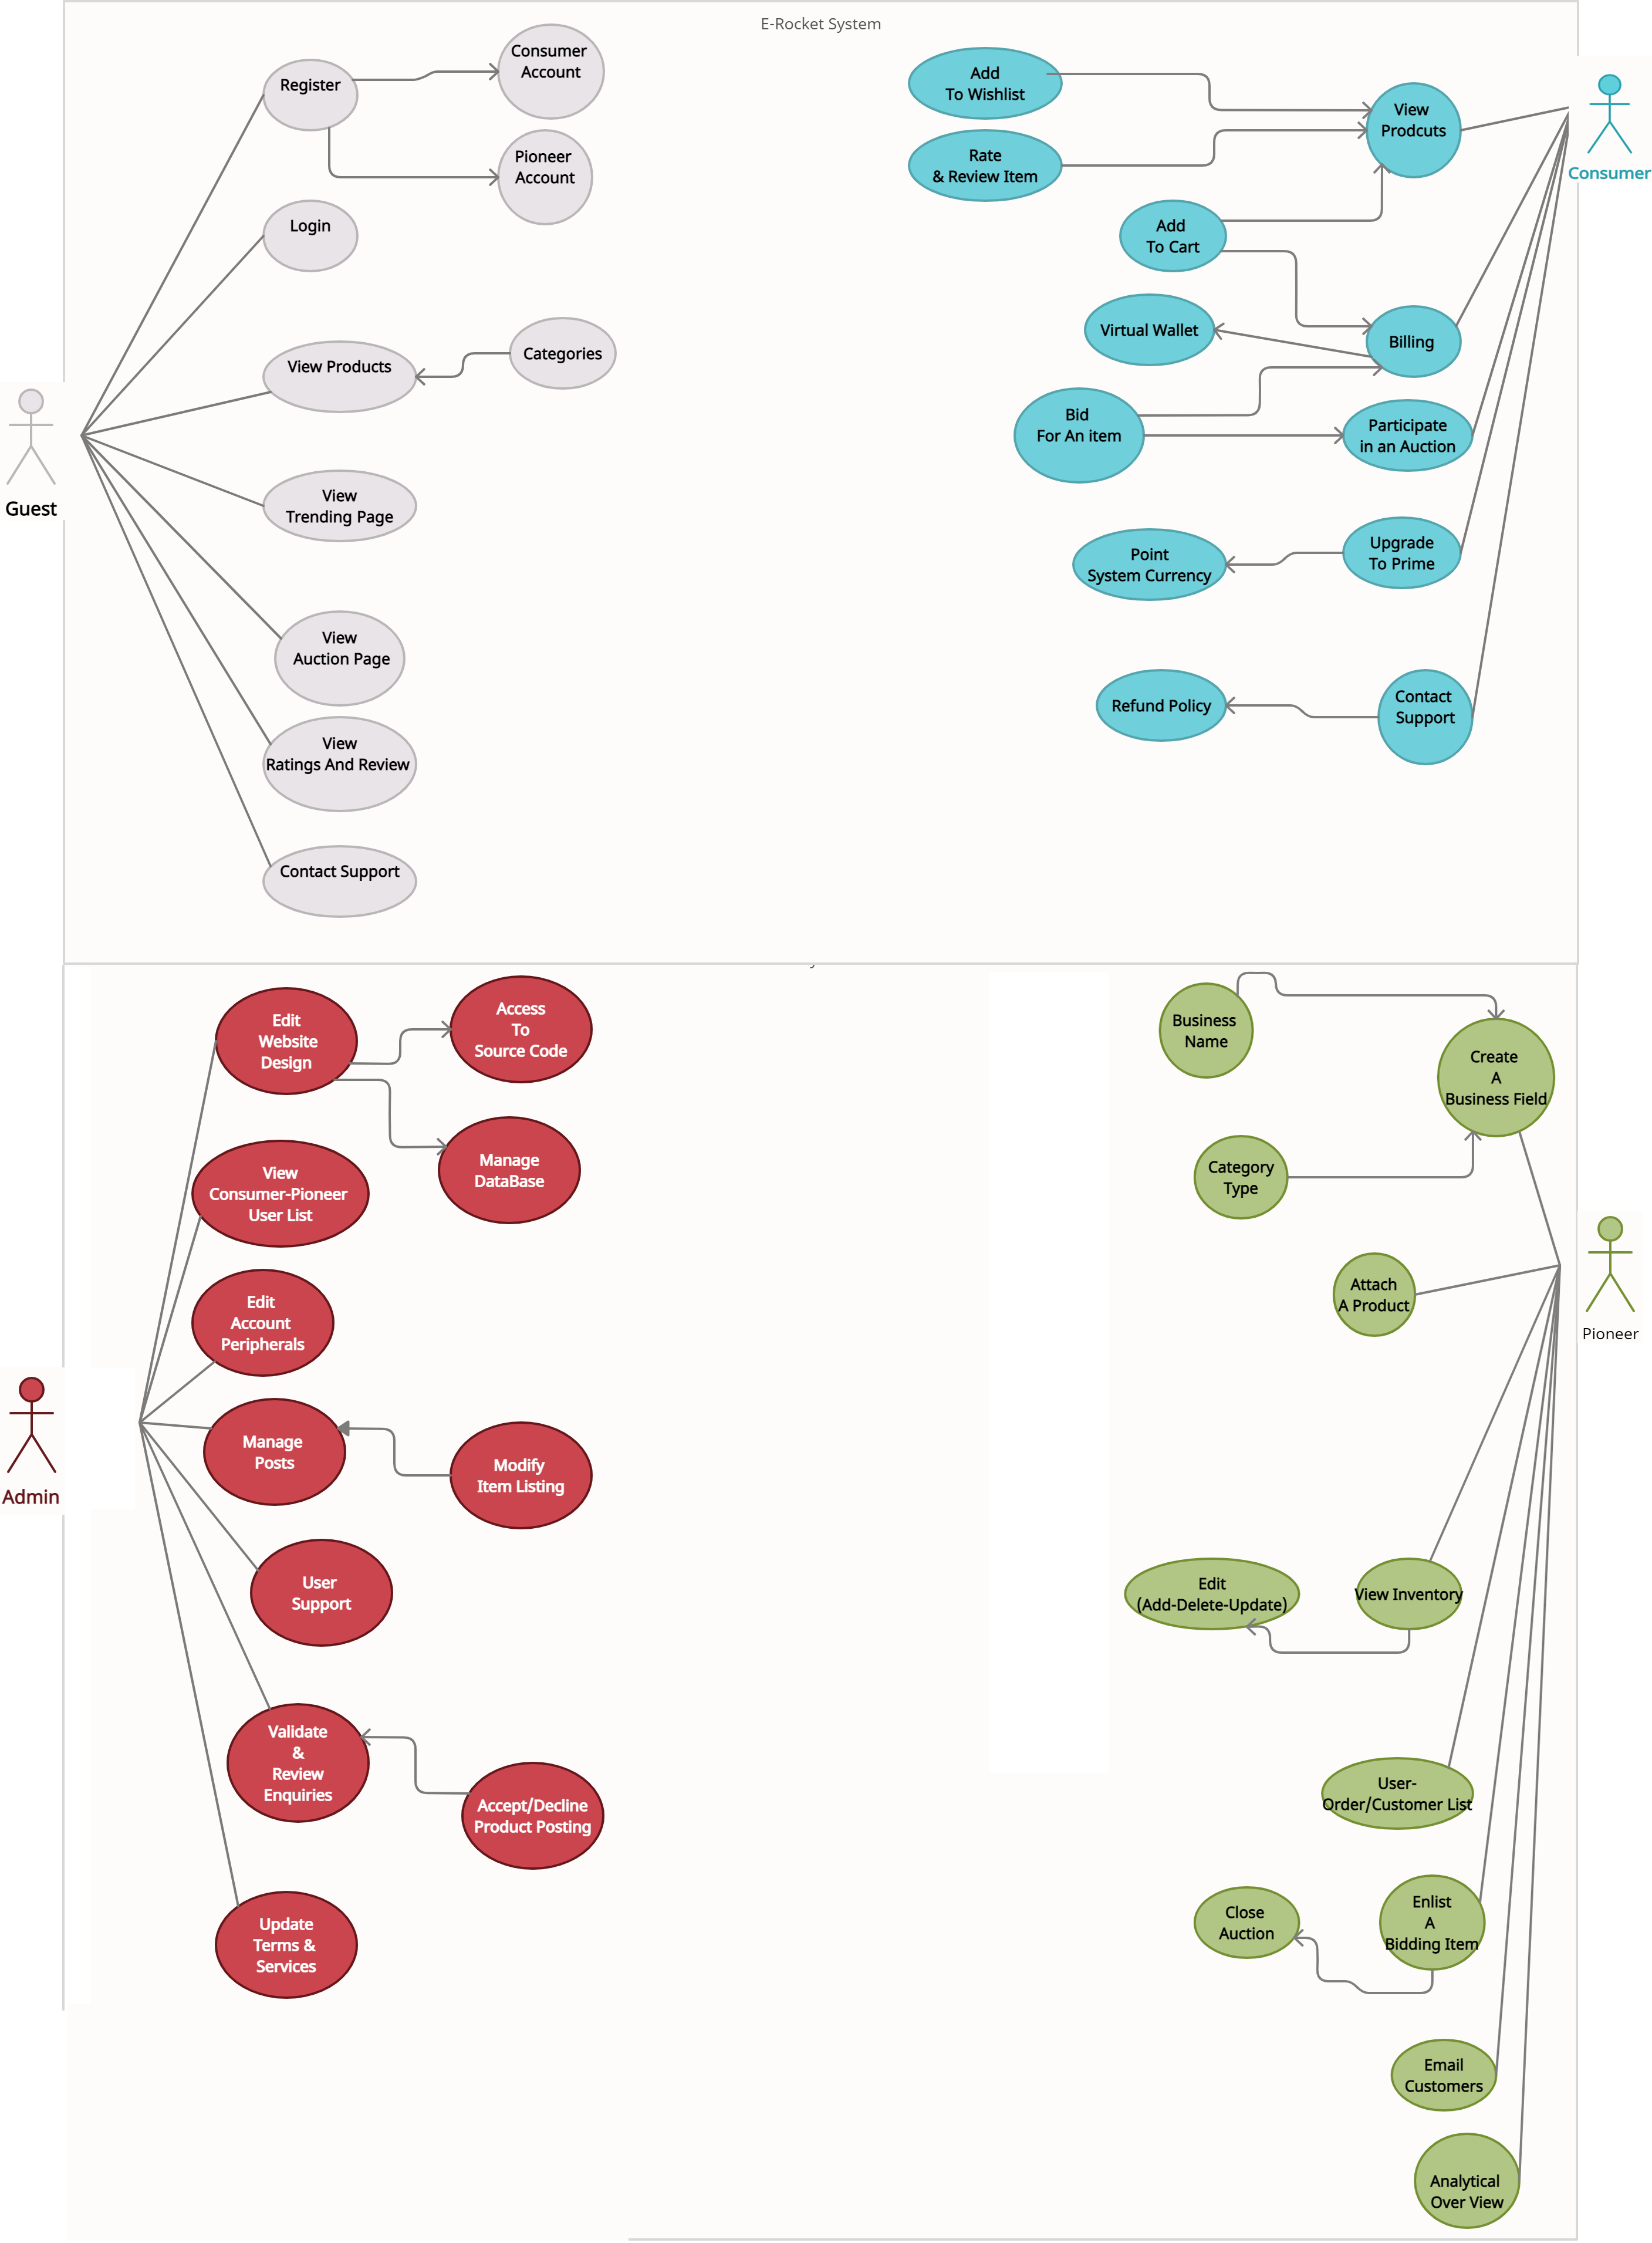 E-Rocket System
Guest
Register
Consumer
Account
Pioneer
Account
Login
View Products
Categories
View
Trending Page
View
Auction Page
View
Ratings And Review
Contact Support
Add
To Wishlist
Rate
& Review Item
View
Prodcuts
Add
To Cart
Virtual Wallet
Billing
Bid
For An item
Participate
in an Auction
Point
System Currency
Upgrade
To Prime
Refund Policy
Contact
Support
Consumer
Admin
Edit
Website
Design
Access
To
Source Code
Manage
DataBase
View
Consumer-Pioneer
User List
Edit
Account
Peripherals
Manage
Posts
Modify
Item Listing
User
Support
Validate
&
Review
Enquiries
Accept/Decline
Product Posting
Update
Terms &
Services
Business
Name
Create
A
Business Field
Category
Type
Attach
A Product
Pioneer
Edit
(Add-Delete-Update)
View Inventory
User-
Order/Customer List
Close
Auction
Enlist
A
Bidding Item
Email
Customers
Analytical
Over View